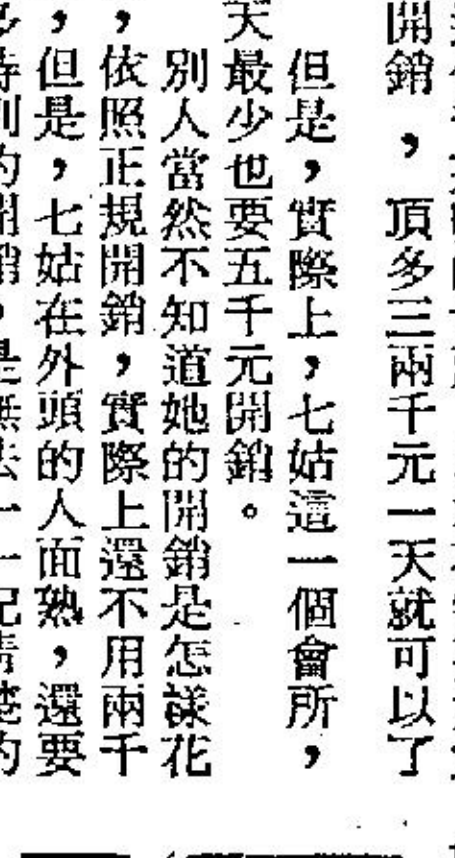 開銷，頂多三兩千元一天就可以了
但是，實際上，七姑這一個會所，
天最少也要五千元開銷。
別人當然不知道她的開銷是怎樣花
，依照正規開銷，實際上還不用兩千
，但是，七姑在外頭的人面熟，還要
特別的開銷，是無法一一記清楚的